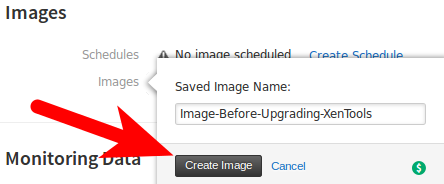 Images
Schedules No image scheduled Create Schedule
Images
Saved Image Name:
Image-Before-Upgrading-XenTools
Monitoring Data
Create Image Cancel $